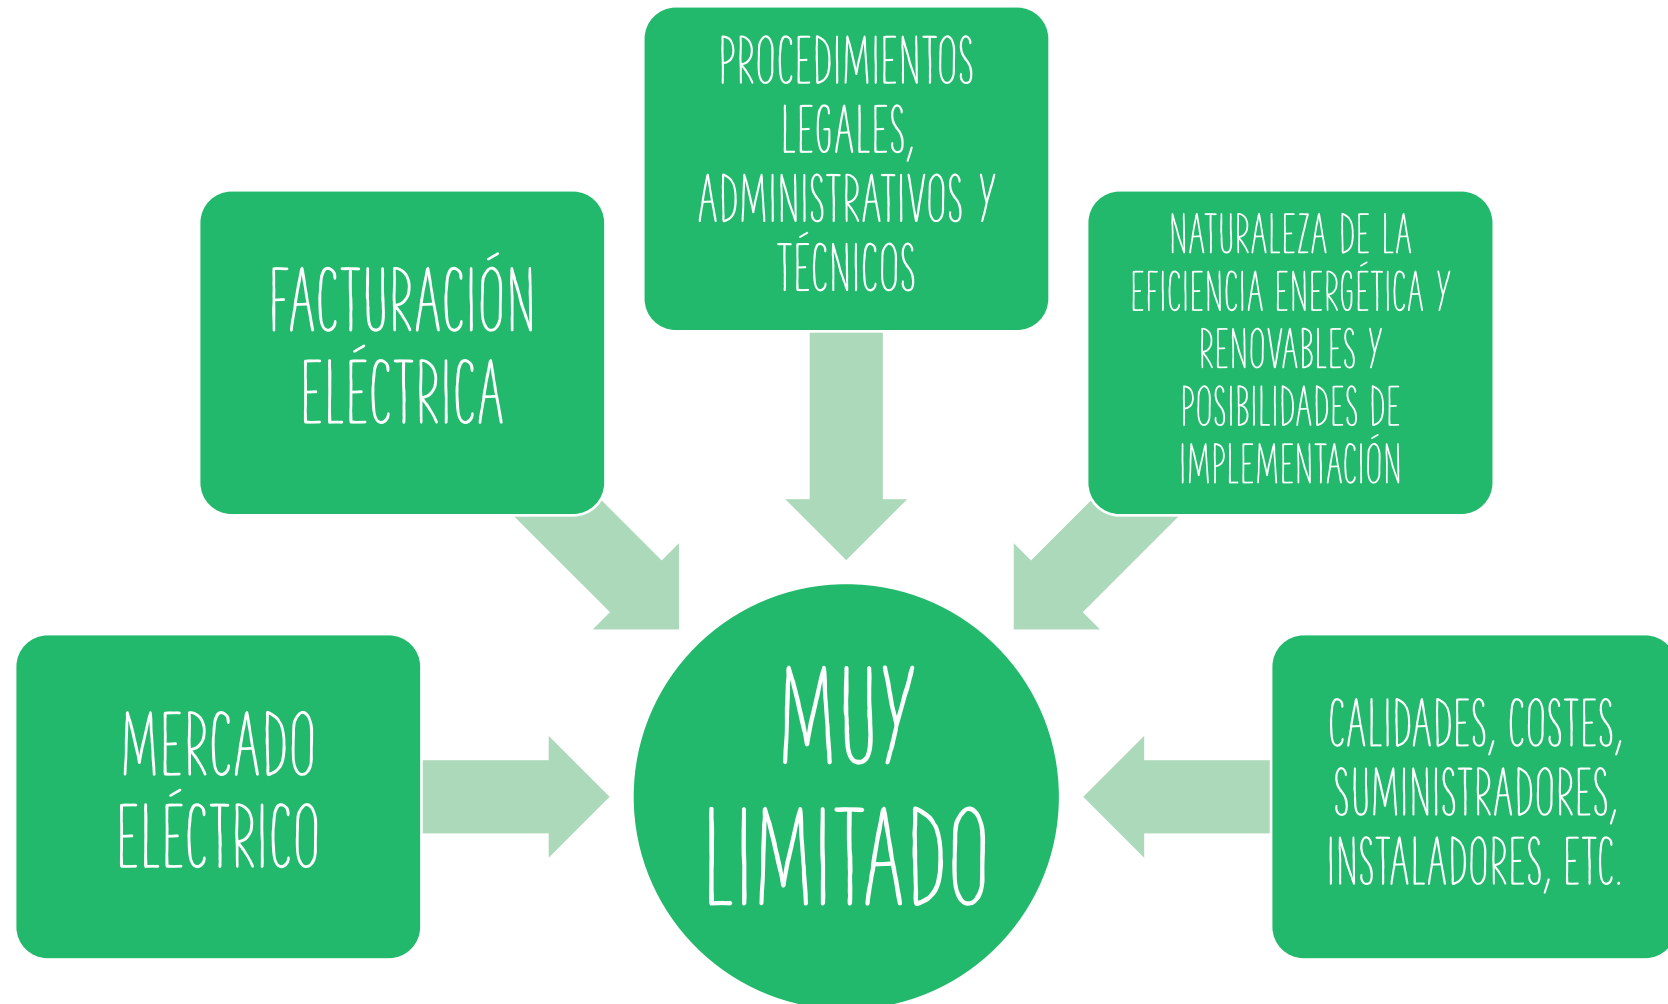 PROCEDIMIENTOS
LEGALES,
ADMINISTRATIVOS Y
TÉCNICOS
FACTURACIÓN
ELÉCTRICA
NATURALEZA DE LA
EFICIENCIA ENERGÉTICA Y
RENOVABLES Y
POSIBILIDADES DE
IMPLEMENTACIÓN
MERCADO
ELÉCTRICO
MUY
LIMITADO
CALIDADES, COSTES,
SUMINISTRADORES,
INSTALADORES, ETC.